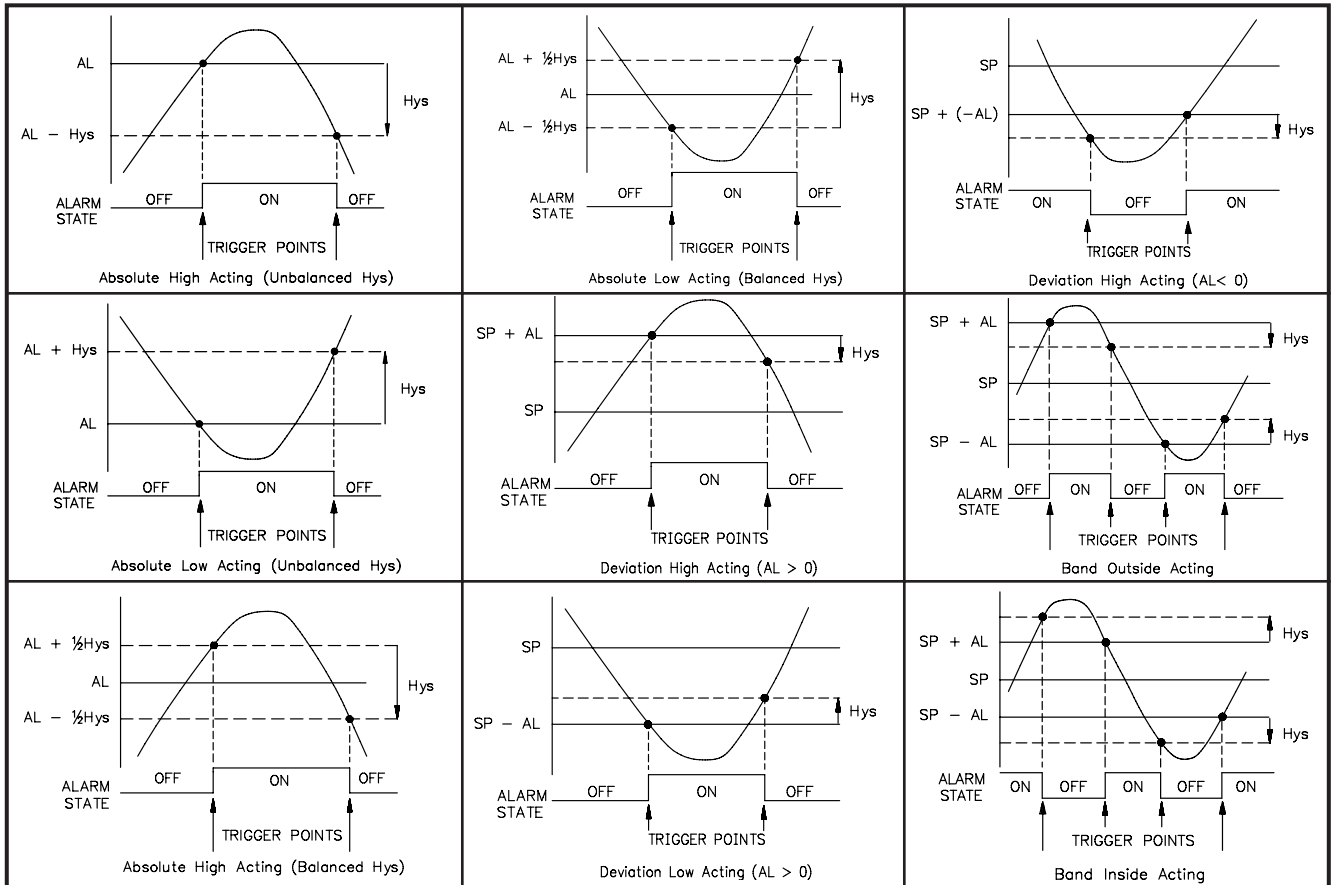 AL
Hys
AL - Hys
OFF
ON
OFF
ALARM
STATE
TRIGGER POINTS
Absolute High Acting (Unbalanced Hys)
AL + ½Hys
AL
Hys
AL - ½Hys
OFF
ON
OFF
ALARM
STATE
TRIGGER POINTS
Absolute Low Acting (Balanced Hys)
SP
SP + (-AL)
Hys
ALARM
STATE
ON
OFF
ON
TRIGGER POINTS
Deviation High Acting (AL< 0)
AL + Hys
Hys
AL
ALARM
STATE
OFF
ON
OFF
TRIGGER POINTS
Absolute Low Acting (Unbalanced Hys)
SP + AL
Hys
SP
ALARM
STATE
OFF
ON
OFF
TRIGGER POINTS
Deviation High Acting (AL > 0)
SP + AL
Hys
SP
Hys
SP - AL
ALARM
STATE
OFF
ON
OFF
ON
OFF
TRIGGER POINTS
Band Outside Acting
AL + ½Hys
AL
Hys
AL - ½Hys
OFF
ON
OFF
ALARM
STATE
TRIGGER POINTS
Absolute High Acting (Balanced Hys)
SP
Hys
SP - AL
ALARM
STATE
OFF
ON
OFF
TRIGGER POINTS
Deviation Low Acting (AL > 0)
Hys
SP + AL
SP
SP - AL
Hys
ALARM
STATE
ON
OFF
ON
OFF
ON
TRIGGER POINTS
Band Inside Acting